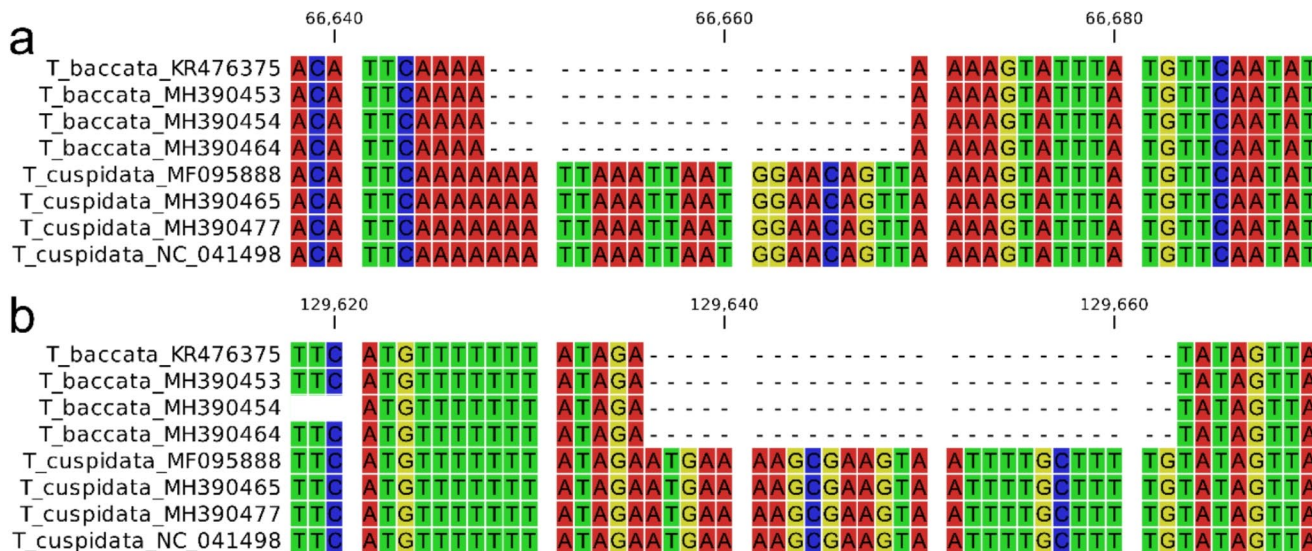 66,640 66,660 66,680
a
T_baccata_KR476375 ACA TTCAAAA--- ---------- ---------A AAAGTATTTA TGTTCAATAT
T_baccata_MH390453 ACA TTCAAAA--- ---------- ---------A AAAGTATTTA TGTTCAATAT
T_baccata_MH390454 ACA TTCAAAA--- ---------- ---------A AAAGTATTTA TGTTCAATAT
T_baccata_MH390464 ACA TTCAAAA--- ---------- ---------A AAAGTATTTA TGTTCAATAT
T_cuspidata_MF095888 ACA TTCAAAAAAA TTAAATTAAT GGAACAGTTA AAAGTATTTA TGTTCAATAT
T_cuspidata_MH390465 ACA TTCAAAAAAA TTAAATTAAT GGAACAGTTA AAAGTATTTA TGTTCAATAT
T_cuspidata_MH390477 ACA TTCAAAAAAA TTAAATTAAT GGAACAGTTA AAAGTATTTA TGTTCAATAT
T_cuspidata_NC_041498 ACA TTCAAAAAAA TTAAATTAAT GGAACAGTTA AAAGTATTTA TGTTCAATAT
129,620 129,640 129,660
b
T_baccata_KR476375 TTC ATGTTTTTTT ATAGA----- ---------- ---------- --TATAGTTA
T_baccata_MH390453 TTC ATGTTTTTTT ATAGA----- ---------- ---------- --TATAGTTA
T_baccata_MH390454 ATGTTTTTTT ATAGA----- ---------- ---------- --TATAGTTA
T_baccata_MH390464 TTC ATGTTTTTTT ATAGA----- ---------- ---------- --TATAGTTA
T_cuspidata_MF095888 TTC ATGTTTTTTT ATAGAATGAA AAGCGAAGTA ATTTTGCTTT TGTATAGTTA
T_cuspidata_MH390465 TTC ATGTTTTTTT ATAGAATGAA AAGCGAAGTA ATTTTGCTTT TGTATAGTTA
T_cuspidata_MH390477 TTC ATGTTTTTTT ATAGAATGAA AAGCGAAGTA ATTTTGCTTT TGTATAGTTA
T_cuspidata_NC_041498 TTC ATGTTTTTTT ATAGAATGAA AAGCGAAGTA ATTTTGCTTT TGTATAGTTA